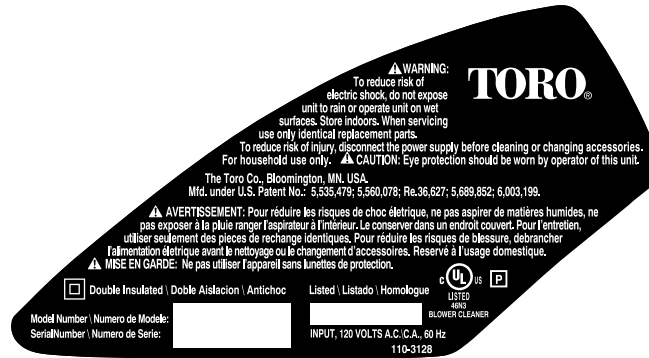 ⚠ WARNING:
To reduce risk of
electric shock, do not expose
unit to rain or operate unit on wet
surfaces. Store indoors. When servicing
use only identical replacement parts.
TORO®
To reduce risk of injury, disconnect the power supply before cleaning or changing accessories.
For household use only. ⚠ CAUTION: Eye protection should be worn by operator of this unit.
The Toro Co., Bloomington, MN. USA.
Mfd. under U.S. Patent No.: 5,535,479; 5,560,078; Re.36,627; 5,689,852; 6,003,199.
⚠ AVERTISSEMENT: Pour réduire les risques de choc életrique, ne pas aspirer de matières humides, ne
pas exposer à la pluie ranger l'aspirateur à l'intérieur. Le conserver dans un endroit couvert. Pour l'entretien,
utiliser seulement des pieces de rechange identiques. Pour réduire les risques de blessure, debrancher
l'alimentation életrique avant le nettoyage ou le changement d'accessoires. Reservé à l'usage domestique.
⚠ MISE EN GARDE: Ne pas utiliser l'appareil sans lunettes de protection.
Double Insulated \ Doble Aislacion \ Antichoc
Listed \ Listado \ Homologue
C UL US P
LISTED
46N3
BLOWER CLEANER
Model Number \ Numero de Modele:
SerialNumber \ Numero de Serie:
INPUT, 120 VOLTS A.C.\C.A., 60 Hz
110-3128